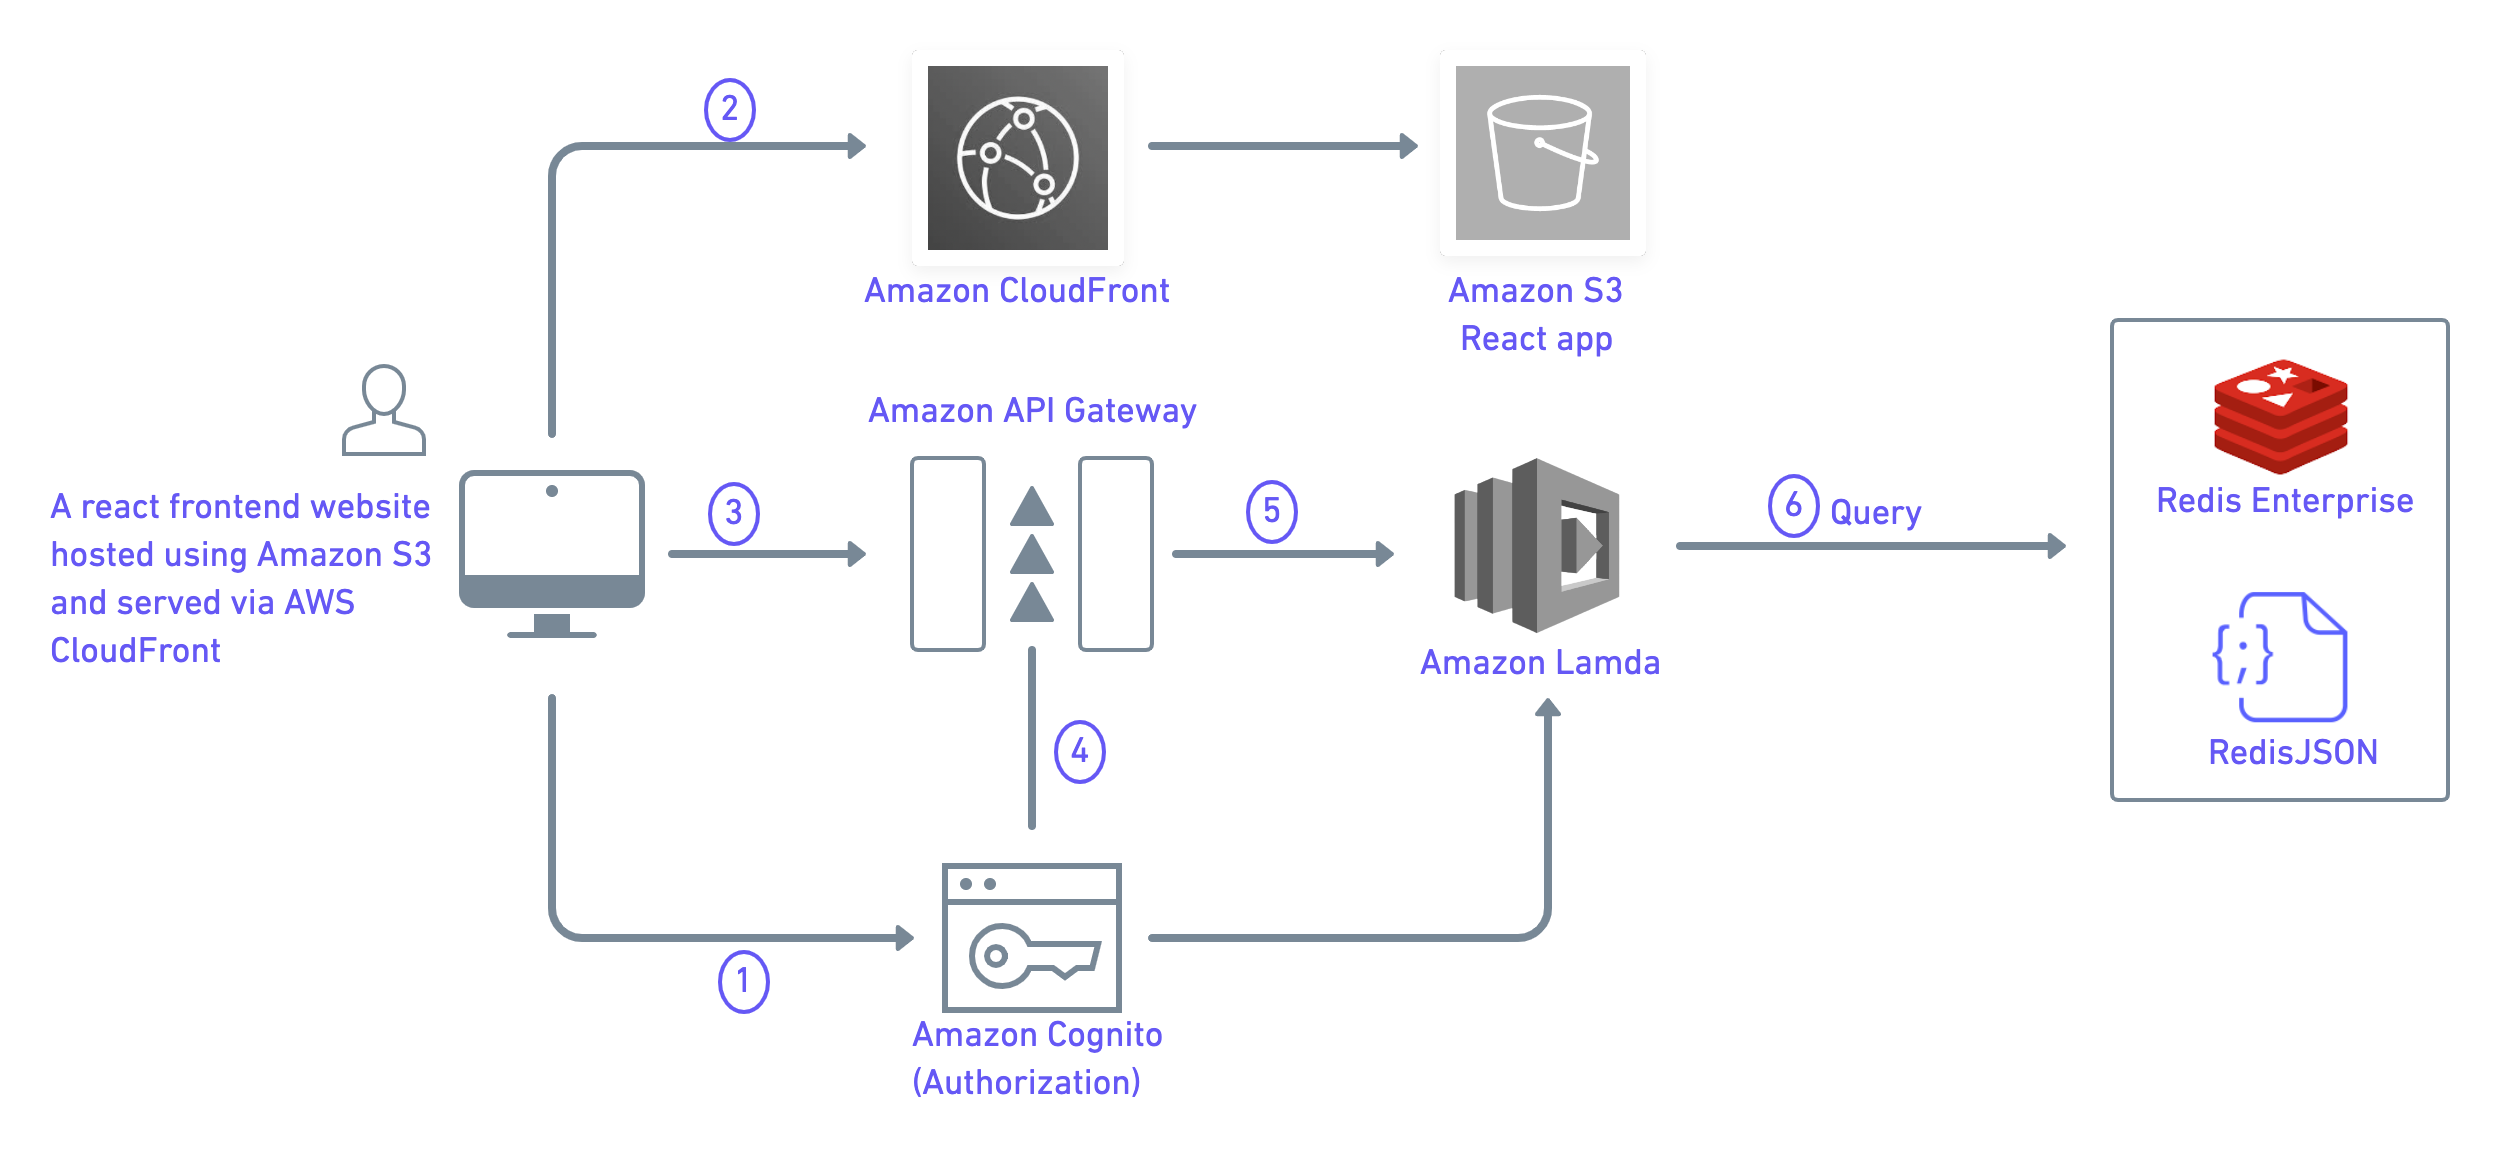 2
Amazon CloudFront
Amazon S3
React app
Amazon API Gateway
A react frontend website
hosted using Amazon S3
and served via AWS
CloudFront
3
5
6 Query
Redis Enterprise
Amazon Lamda
4
RedisJSON
1
Amazon Cognito
(Authorization)